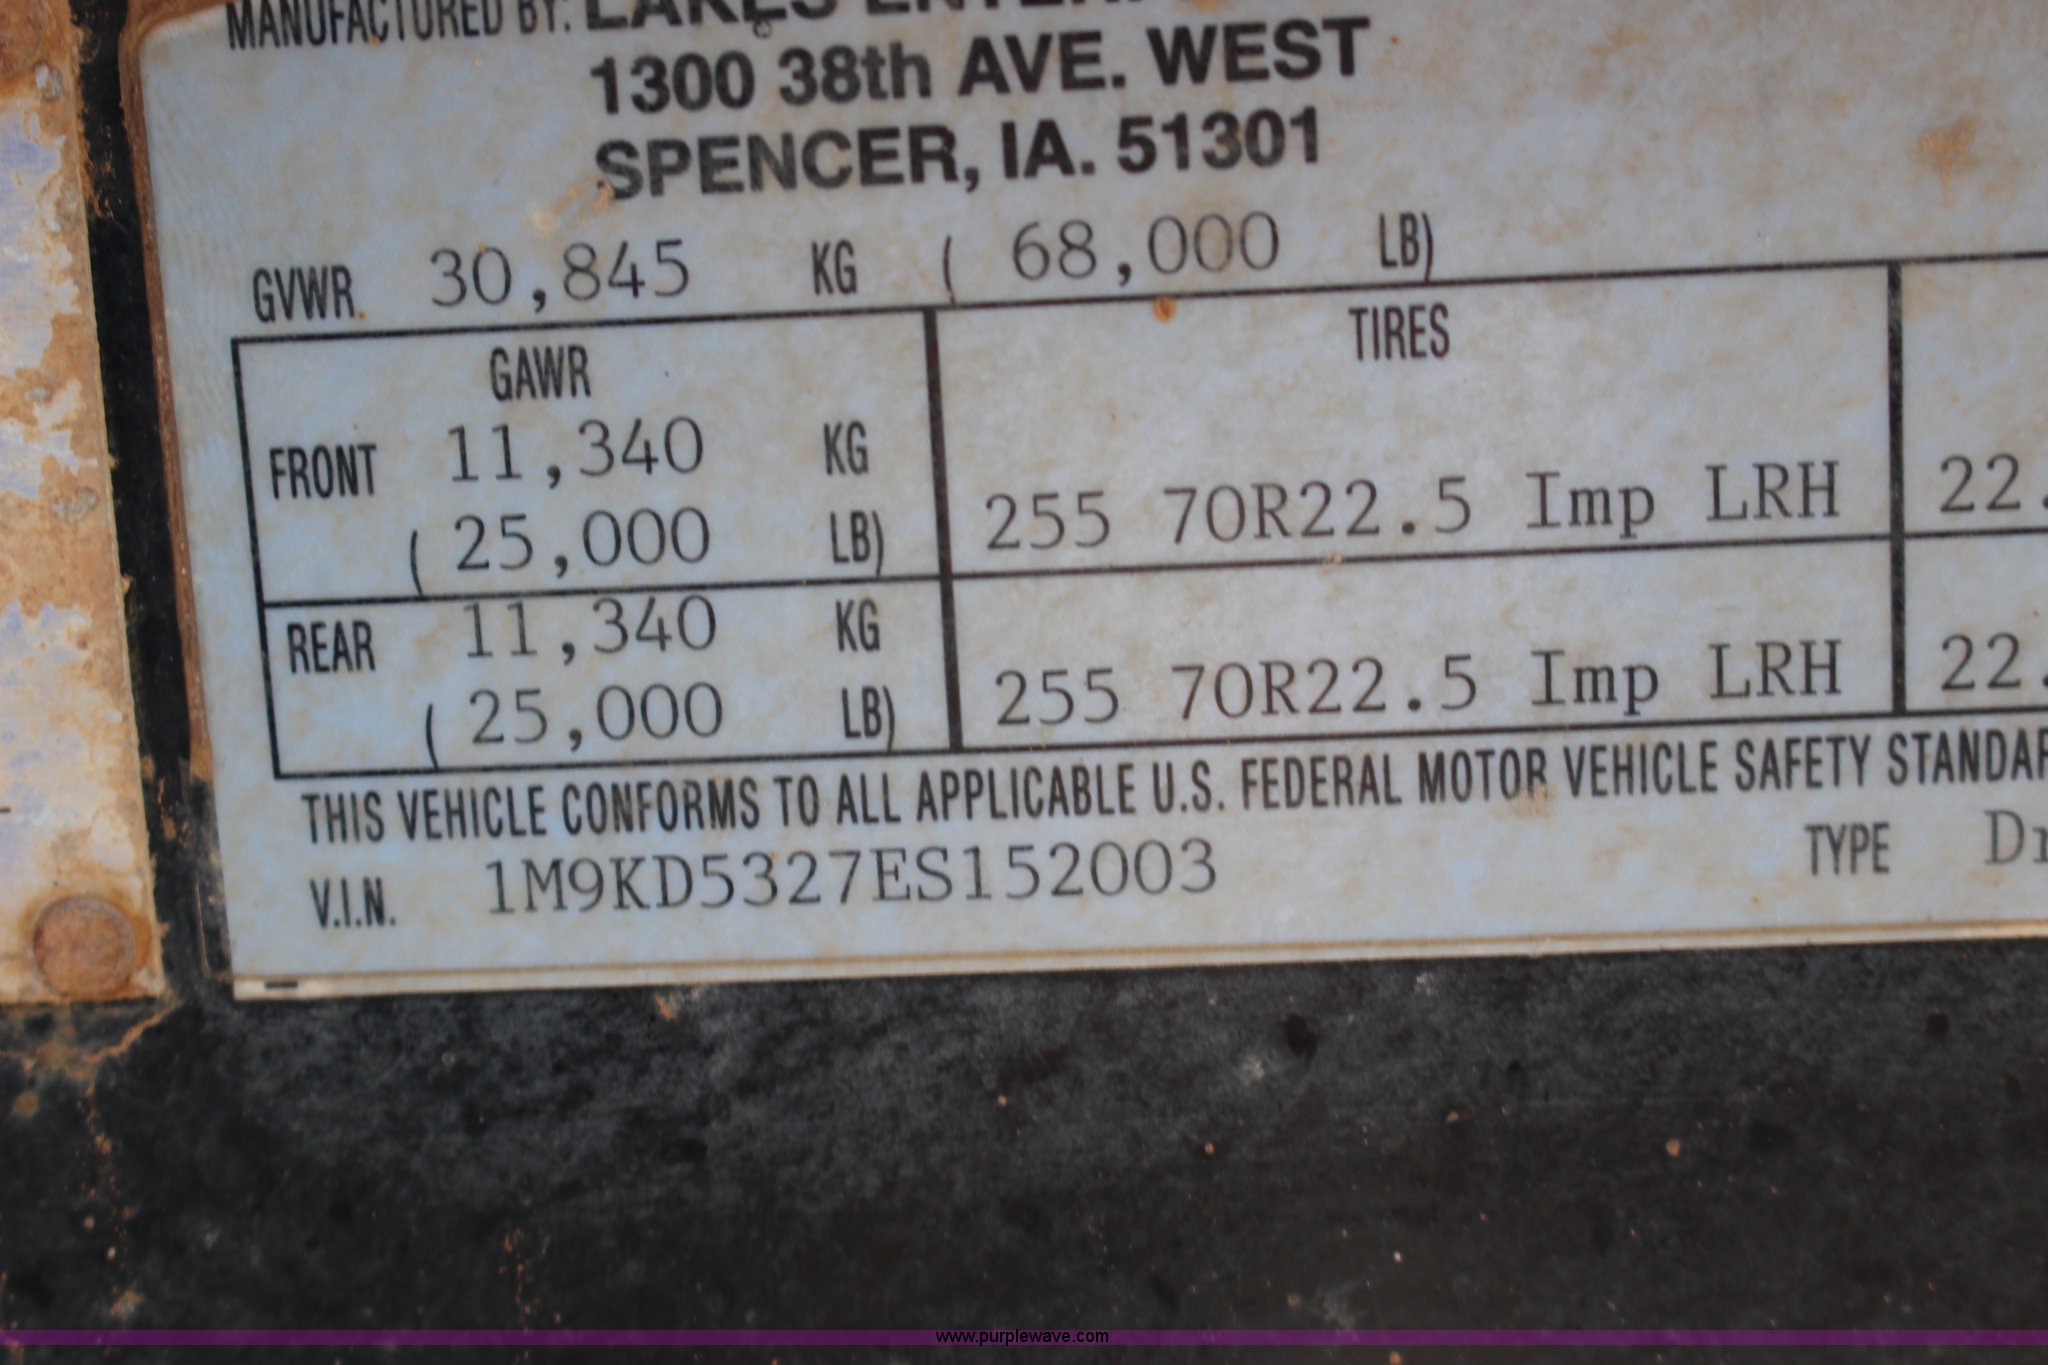 MANUFACTURED BY: LAKES
1300 38th AVE. WEST
SPENCER, IA. 51301
GVWR 30,845 KG ( 68,000 LB)
GAWR TIRES
FRONT 11,340 KG
( 25,000 LB) 255 70R22.5 Imp LRH 22.
REAR 11,340 KG
( 25,000 LB) 255 70R22.5 Imp LRH 22.
THIS VEHICLE CONFORMS TO ALL APPLICABLE U.S. FEDERAL MOTOR VEHICLE SAFETY STANDAR
V.I.N. 1M9KD5327ES152003 TYPE Dr
www.purplewave.com